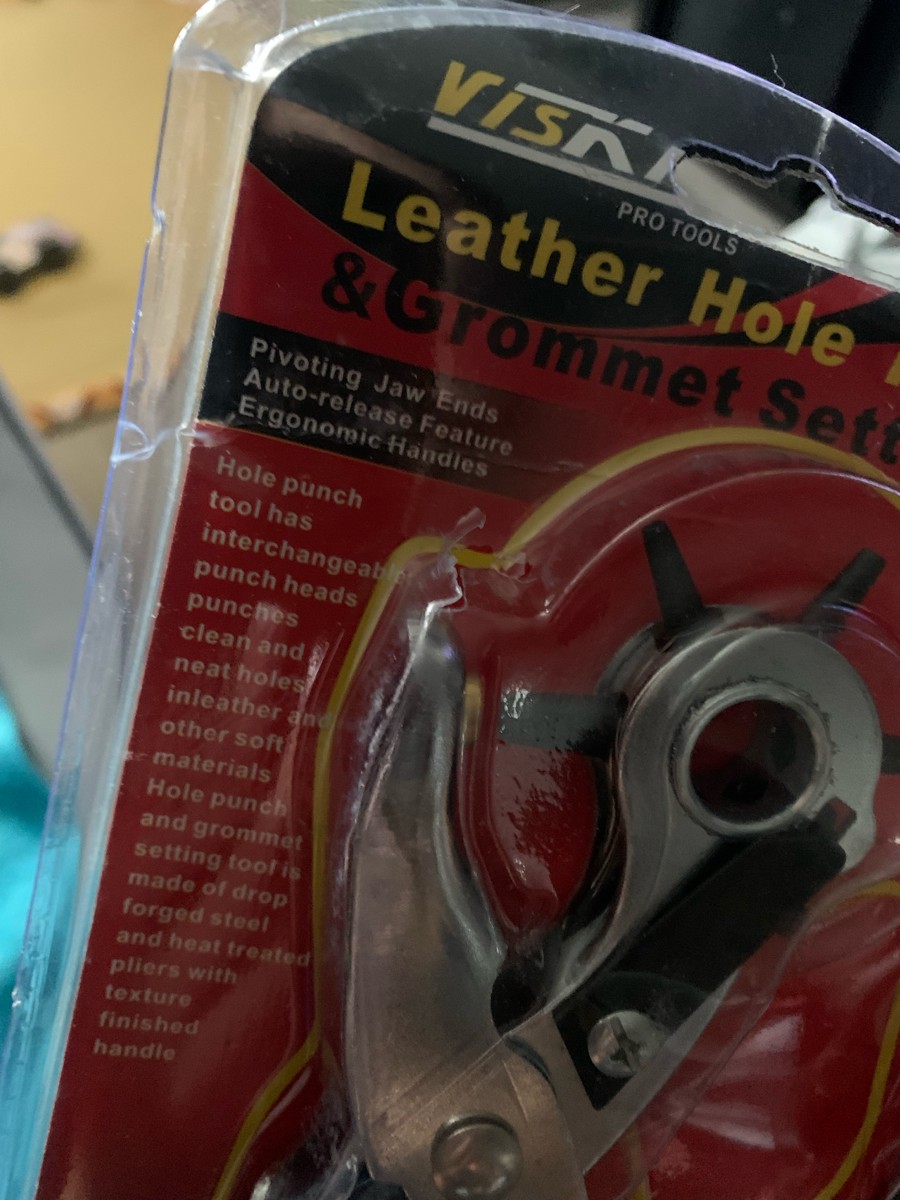 VISK
PRO TOOLS
Leather Hole
&Grommet Sett
Pivoting Jaw Ends
Auto-release Feature
Ergonomic Handles
Hole punch
tool has
interchangeable
punch heads
punches
clean and
neat holes
inleather and
other soft
materials
Hole punch
and grommet
setting tool is
made of drop
forged steel
and heat treated
pliers with
texture
finished
handle